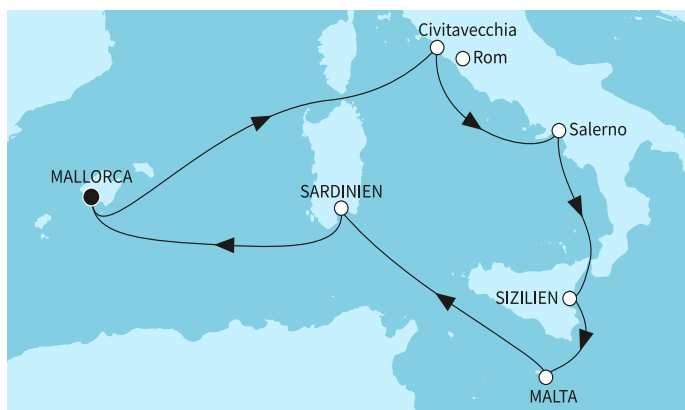 Civitavecchia
Rom
Salerno
MALLORCA
SARDINIEN
SIZILIEN
MALTA